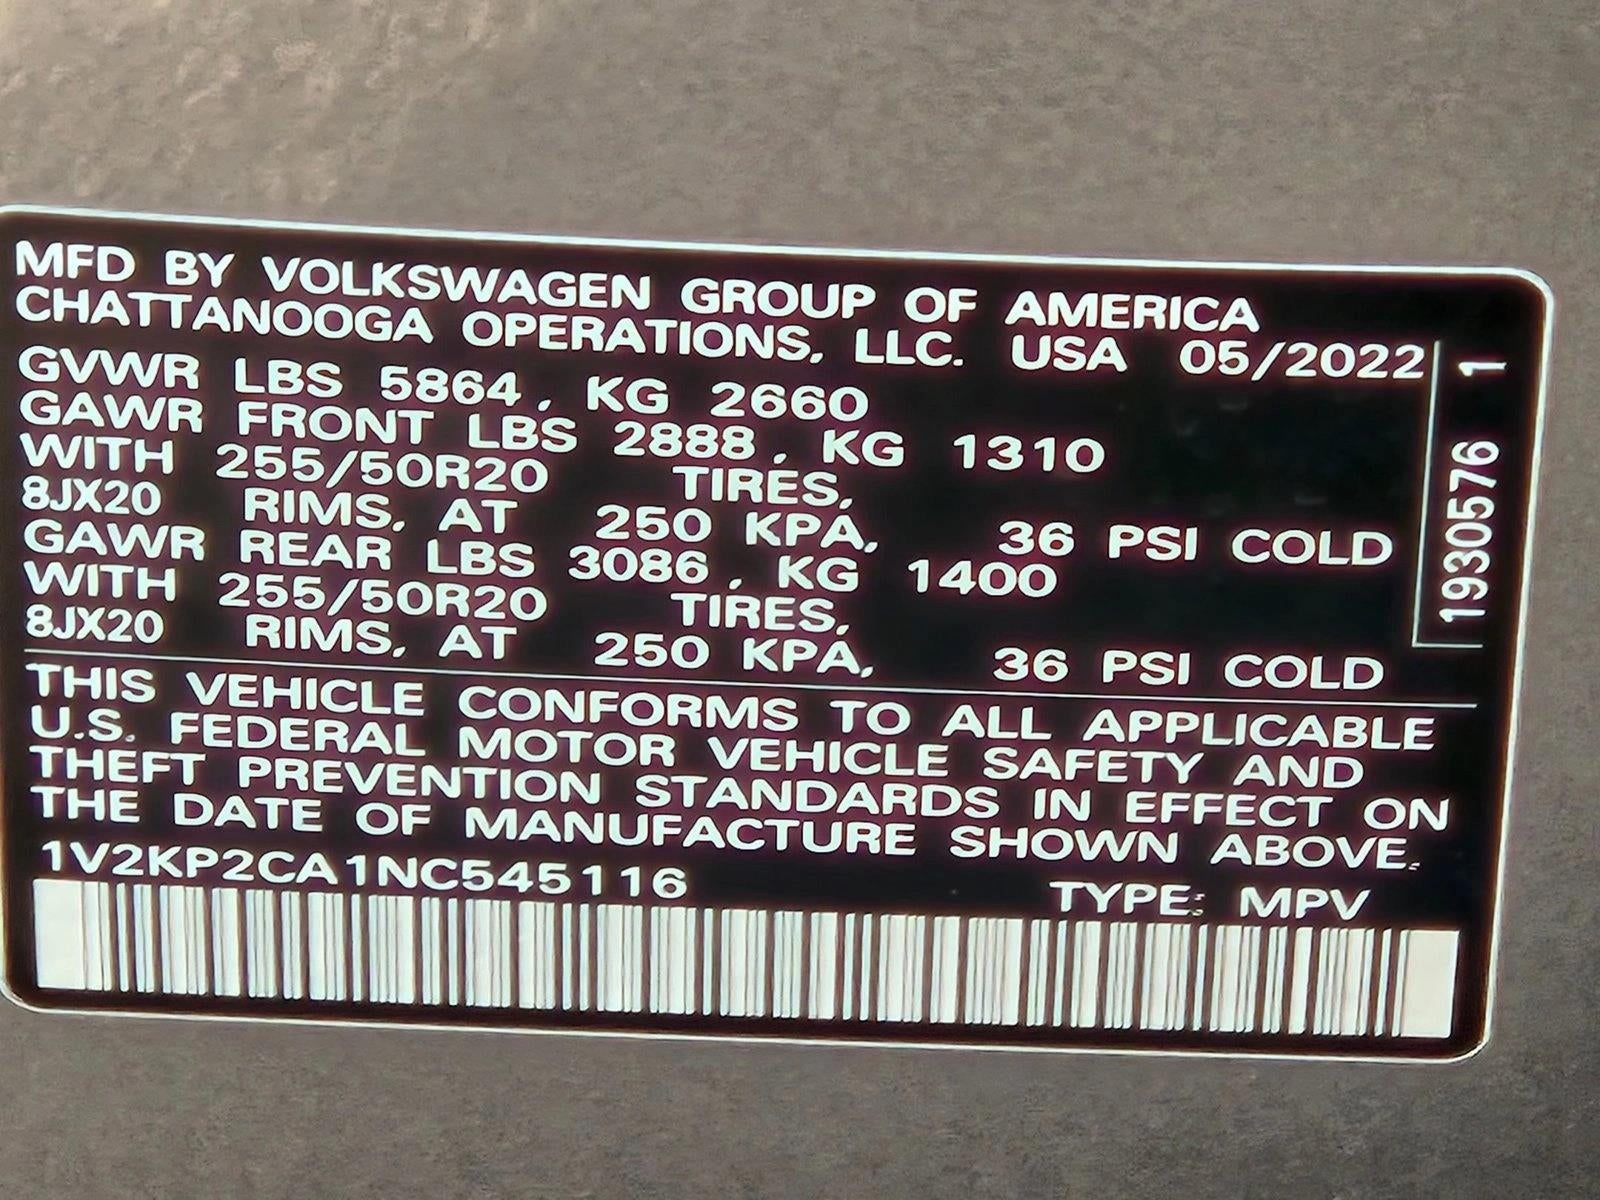 MFD BY VOLKSWAGEN GROUP OF AMERICA
CHATTANOOGA OPERATIONS, LLC. USA 05/2022
GVWR LBS 5864, KG 2660
GAWR FRONT LBS 2888, KG 1310
WITH 255/50R20 TIRES,
8JX20 RIMS, AT 250 KPA, 36 PSI COLD
GAWR REAR LBS 3086, KG 1400
WITH 255/50R20 TIRES,
8JX20 RIMS, AT 250 KPA, 36 PSI COLD
1930576 1
THIS VEHICLE CONFORMS TO ALL APPLICABLE
U.S. FEDERAL MOTOR VEHICLE SAFETY AND
THEFT PREVENTION STANDARDS IN EFFECT ON
THE DATE OF MANUFACTURE SHOWN ABOVE.
1V2KP2CA1NC545116 TYPE: MPV